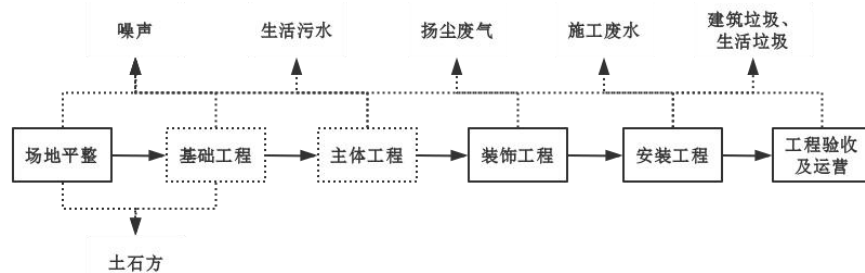 噪声
生活污水
扬尘废气
施工废水
建筑垃圾、
生活垃圾
场地平整
基础工程
主体工程
装饰工程
安装工程
工程验收
及运营
土石方